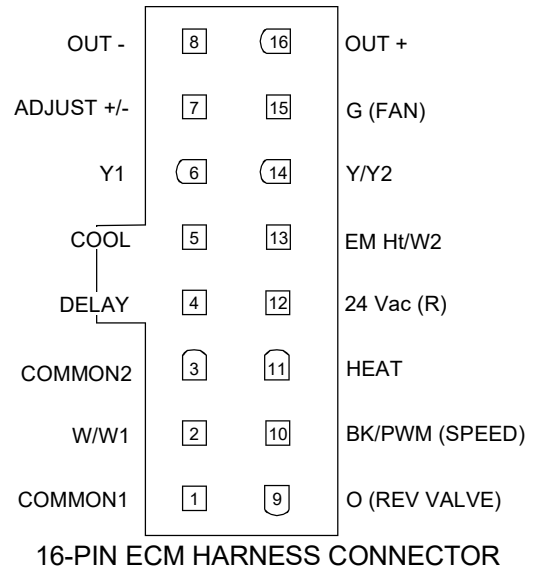 OUT - 8 16 OUT +
ADJUST +/- 7 15 G (FAN)
Y1 6 14 Y/Y2
COOL 5 13 EM Ht/W2
DELAY 4 12 24 Vac (R)
COMMON2 3 11 HEAT
W/W1 2 10 BK/PWM (SPEED)
COMMON1 1 9 O (REV VALVE)
16-PIN ECM HARNESS CONNECTOR